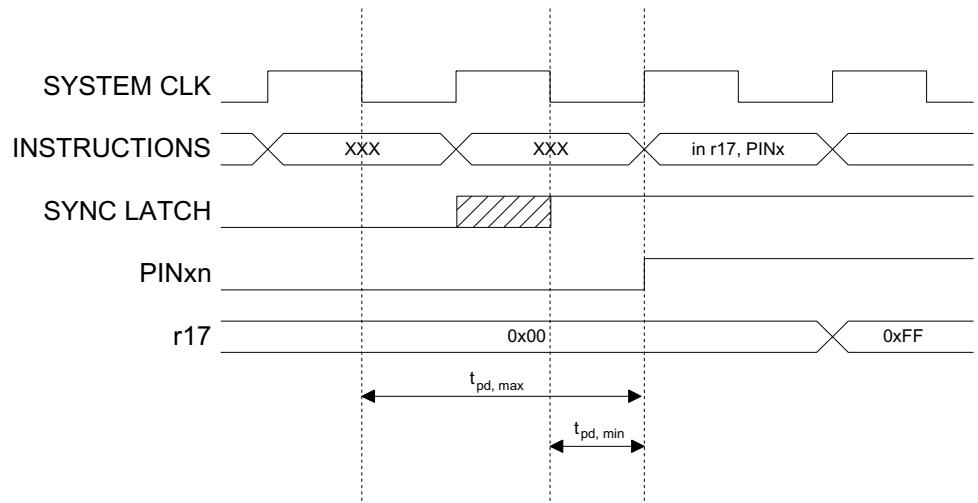 SYSTEM CLK
INSTRUCTIONS XXX XXX in r17, PINx
SYNC LATCH
PINxn
r17 0x00 0xFF
tpd, max
tpd, min